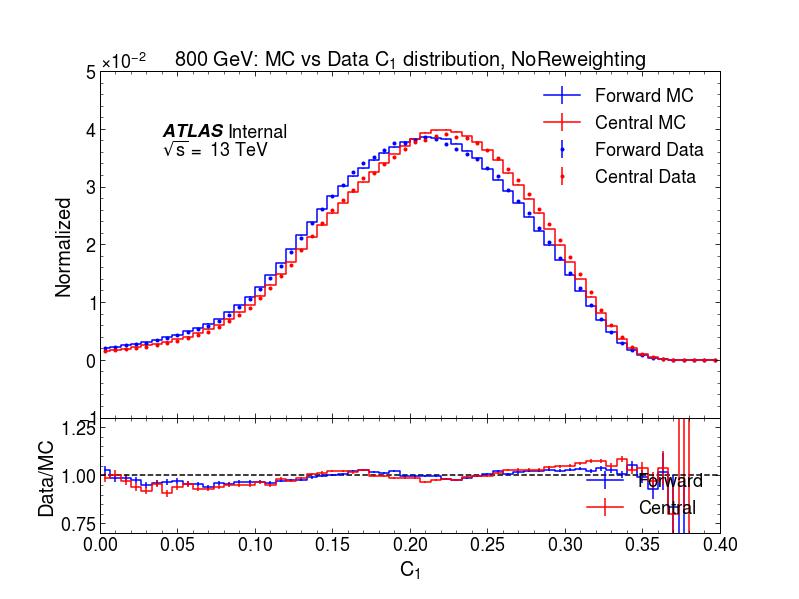 ×10⁻²
800 GeV: MC vs Data C₁ distribution, NoReweighting
5
4
3
2
1
0
−1
Normalized
ATLAS Internal
√s = 13 TeV
Forward MC
Central MC
Forward Data
Central Data
1.25
1.00
0.75
Data/MC
Forward
Central
0.00 0.05 0.10 0.15 0.20 0.25 0.30 0.35 0.40
C₁